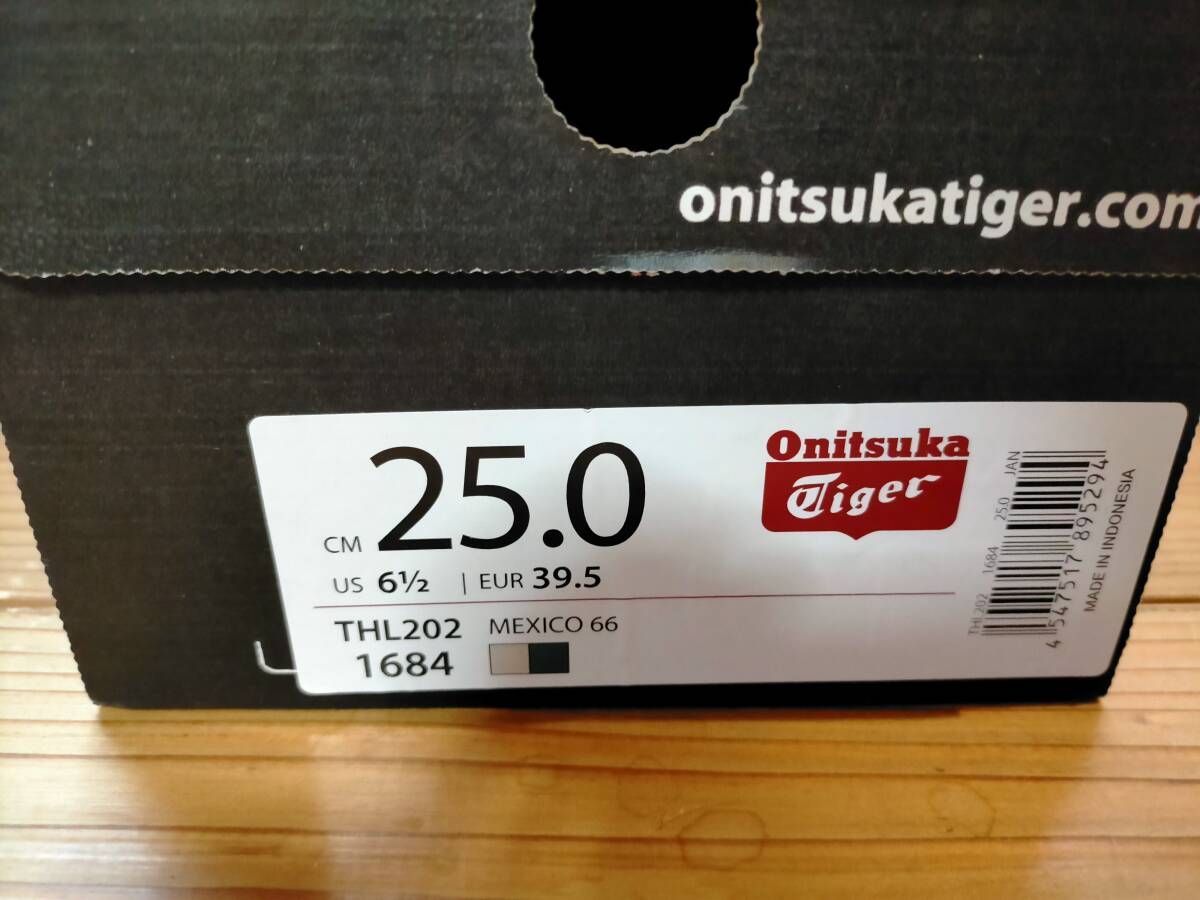 onitsukatiger.com
CM 25.0
US 6½ | EUR 39.5
THL202 MEXICO 66
1684
Onitsuka
Tiger
THL202 1684 25.0 JAN
4 547517 895294
MADE IN INDONESIA